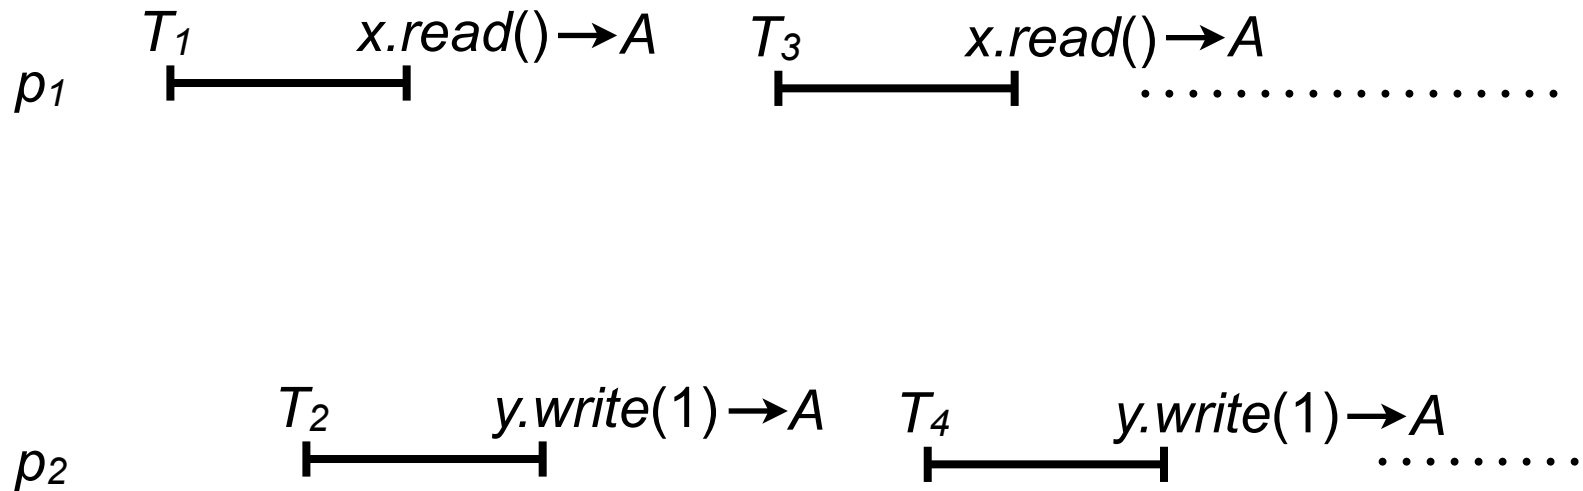 T1 x.read() → A T3 x.read() → A
p1
T2 y.write(1) → A T4 y.write(1) → A
p2